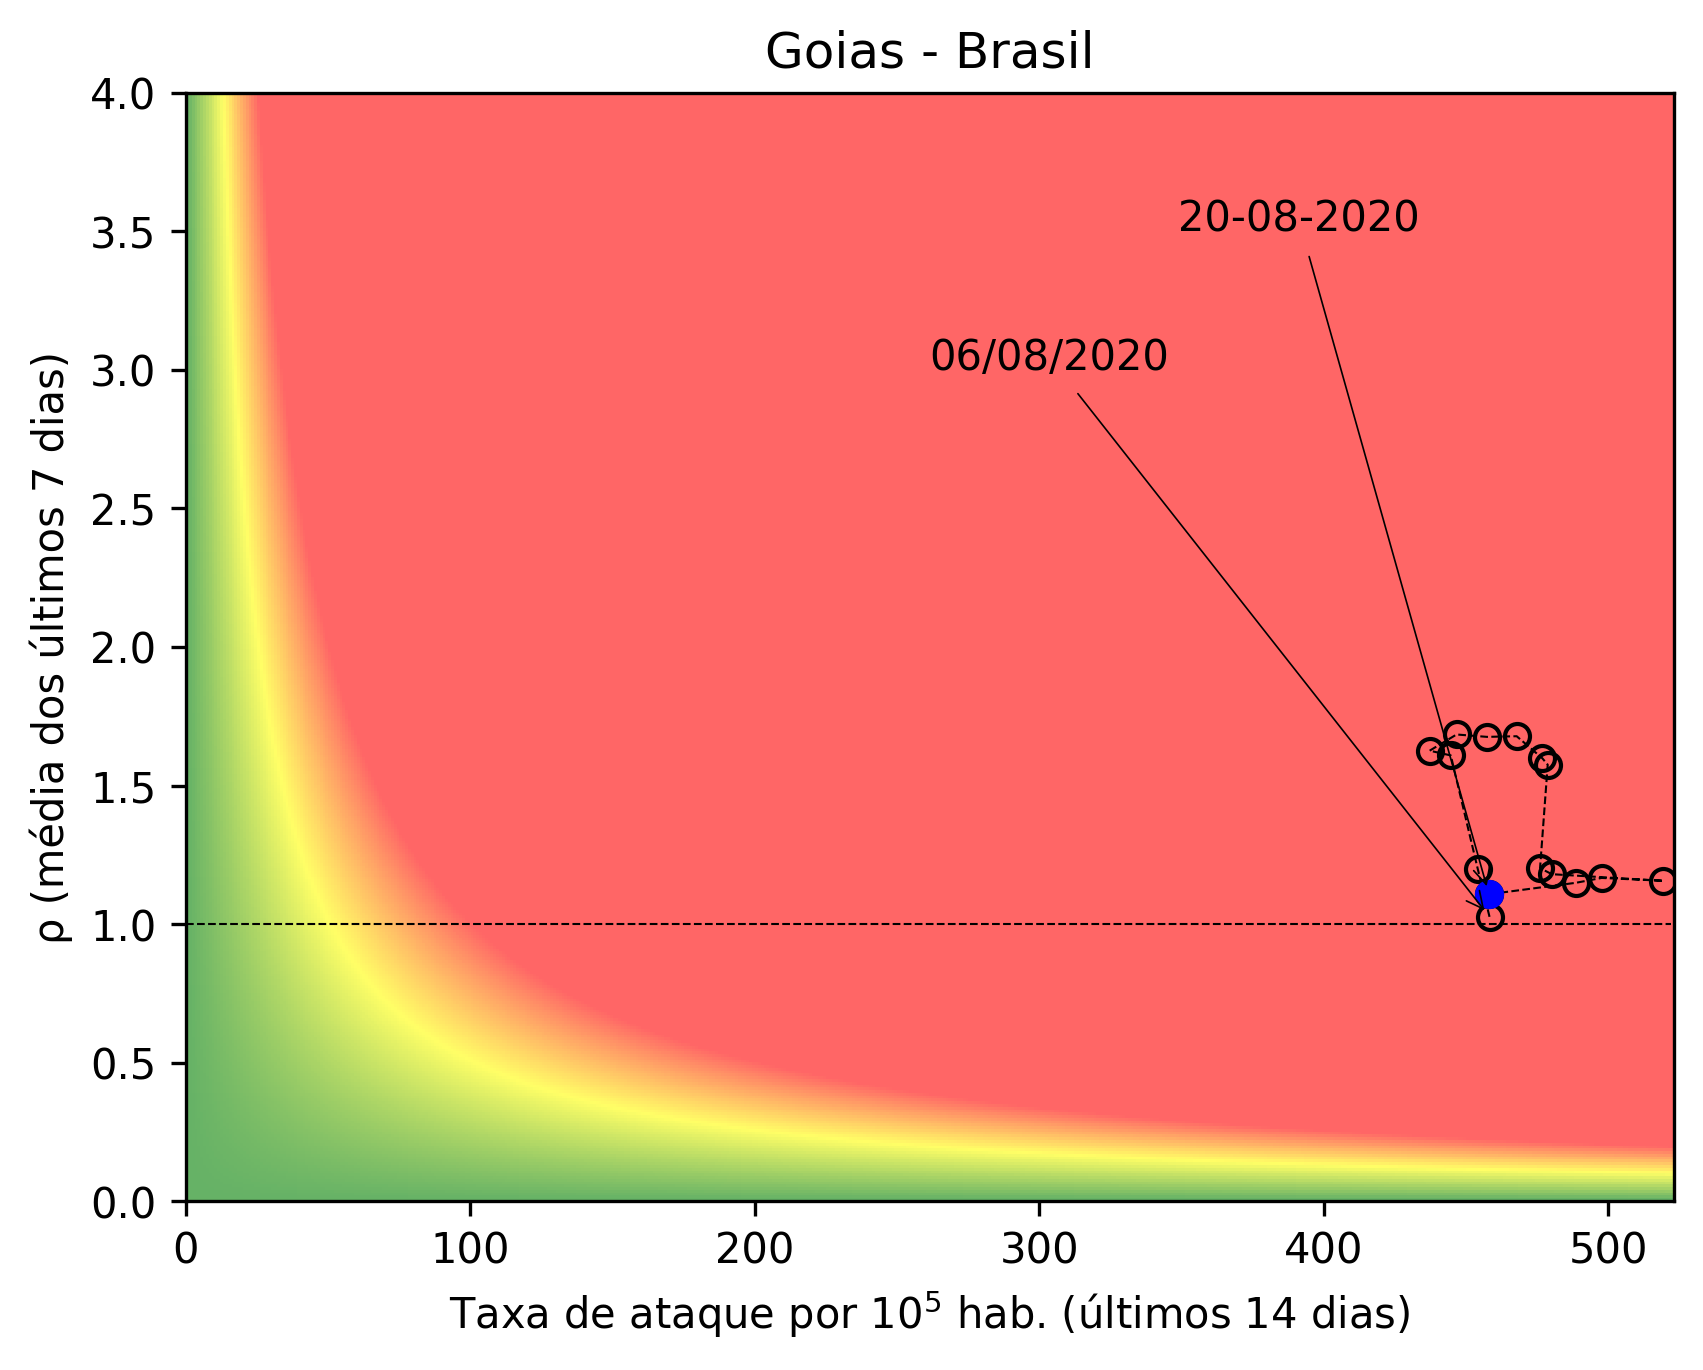 Goias - Brasil
4.0
3.5
3.0
2.5
2.0
1.5
1.0
0.5
0.0
ρ (média dos últimos 7 dias)
20-08-2020
06/08/2020
0 100 200 300 400 500
Taxa de ataque por 10⁵ hab. (últimos 14 dias)